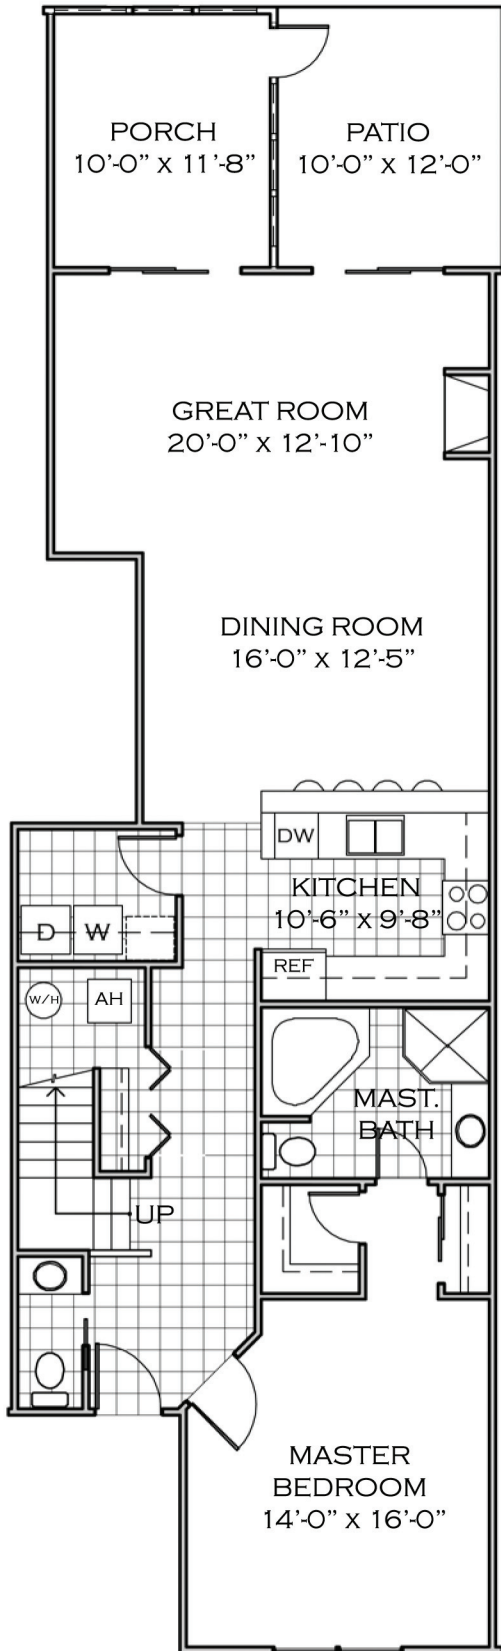 PORCH
10'-0" X 11'-8"
PATIO
10'-0" X 12'-0"
GREAT ROOM
20'-0" X 12'-10"
DINING ROOM
16'-0" X 12'-5"
DW
KITCHEN
10'-6" X 9'-8"
D
W
REF
W/H
AH
MAST.
BATH
UP
MASTER
BEDROOM
14'-0" X 16'-0"